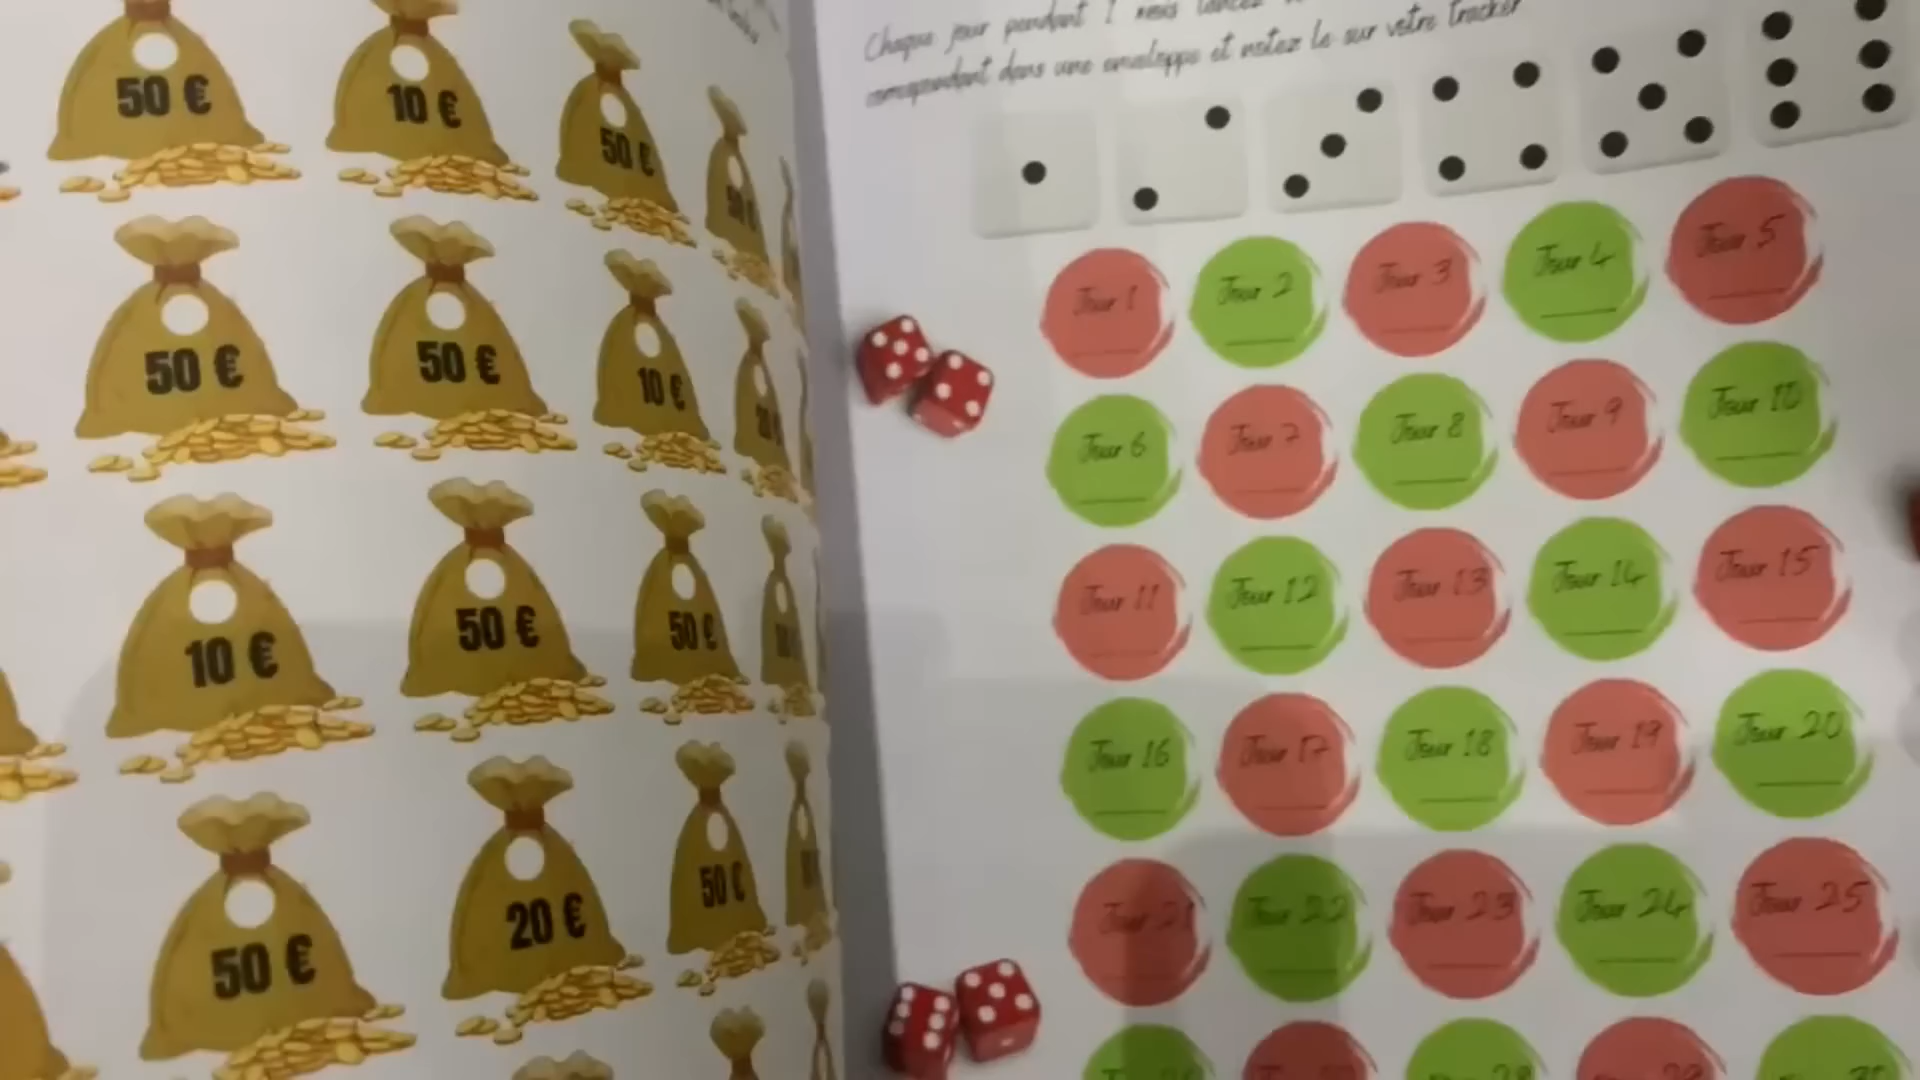 50 € 10 € 50 €
50 € 50 € 10 €
10 € 50 € 50 €
50 € 20 € 50 €
Chaque jour pendant 1 mois lancez
correspondant dans une enveloppe et notez le sur votre tracker
Jour 1 Jour 2 Jour 3 Jour 4 Jour 5
Jour 6 Jour 7 Jour 8 Jour 9 Jour 10
Jour 11 Jour 12 Jour 13 Jour 14 Jour 15
Jour 16 Jour 17 Jour 18 Jour 19 Jour 20
Jour 21 Jour 22 Jour 23 Jour 24 Jour 25